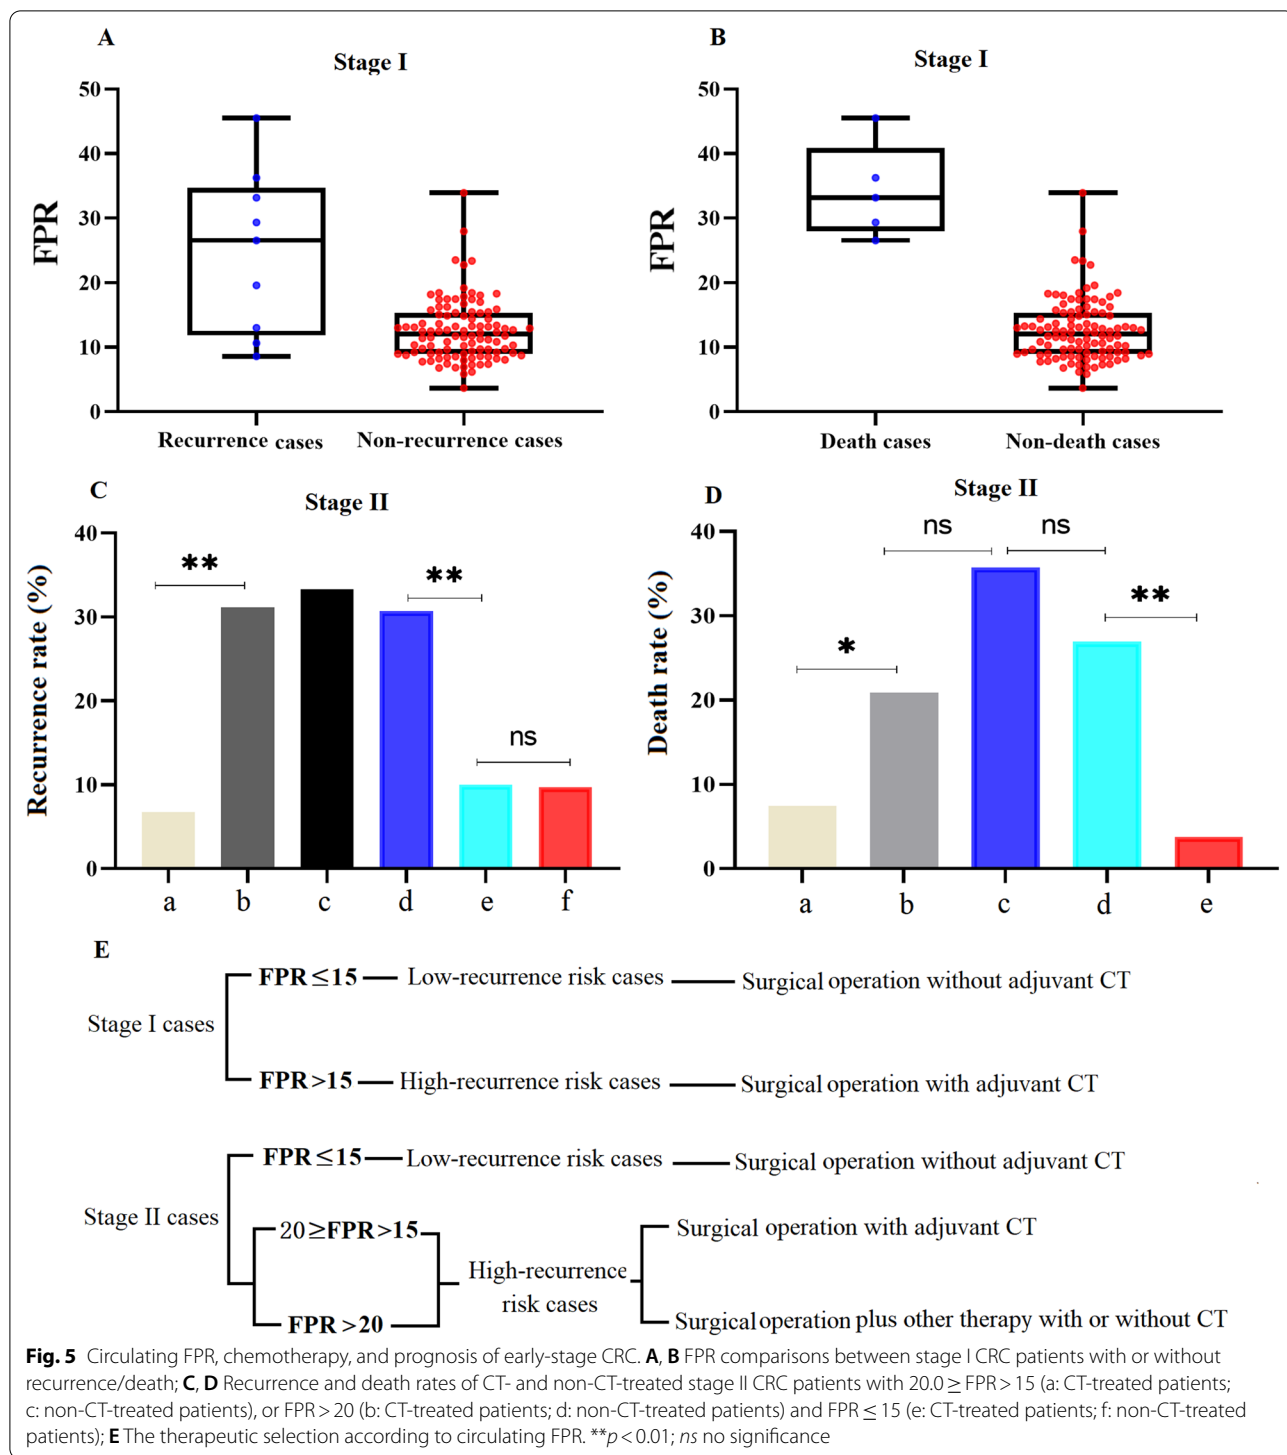 A
Stage I
50
40
30
20
10
0
FPR
Recurrence cases
Non-recurrence cases
B
Stage I
50
40
30
20
10
0
FPR
Death cases
Non-death cases
C
Stage II
40
30
20
10
0
Recurrence rate (%)
**
**
ns
a b c d e f
D
Stage II
40
30
20
10
0
Death rate (%)
*
ns
ns
**
a b c d e
E
Stage I cases
FPR≤15
Low-recurrence risk cases
Surgical operation without adjuvant CT
FPR>15
High-recurrence risk cases
Surgical operation with adjuvant CT
Stage II cases
FPR≤15
Low-recurrence risk cases
Surgical operation without adjuvant CT
20≥FPR>15
FPR>20
High-recurrence
risk cases
Surgical operation with adjuvant CT
Surgical operation plus other therapy with or without CT
Fig. 5 Circulating FPR, chemotherapy, and prognosis of early-stage CRC. A, B FPR comparisons between stage I CRC patients with or without
recurrence/death; C, D Recurrence and death rates of CT- and non-CT-treated stage II CRC patients with 20.0 ≥ FPR > 15 (a: CT-treated patients;
c: non-CT-treated patients), or FPR > 20 (b: CT-treated patients; d: non-CT-treated patients) and FPR ≤ 15 (e: CT-treated patients; f: non-CT-treated
patients); E The therapeutic selection according to circulating FPR. **p < 0.01; ns no significance